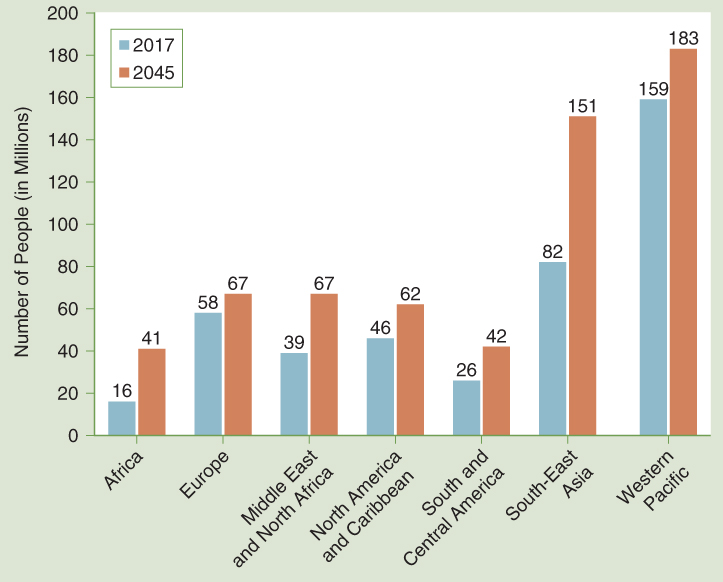 200
180
160
140
120
100
80
60
40
20
0
Number of People (in Millions)
2017
2045
16
41
58
67
39
67
46
62
26
42
82
151
159
183
Africa
Europe
Middle East
and North Africa
North America
and Caribbean
South and
Central America
South-East
Asia
Western
Pacific